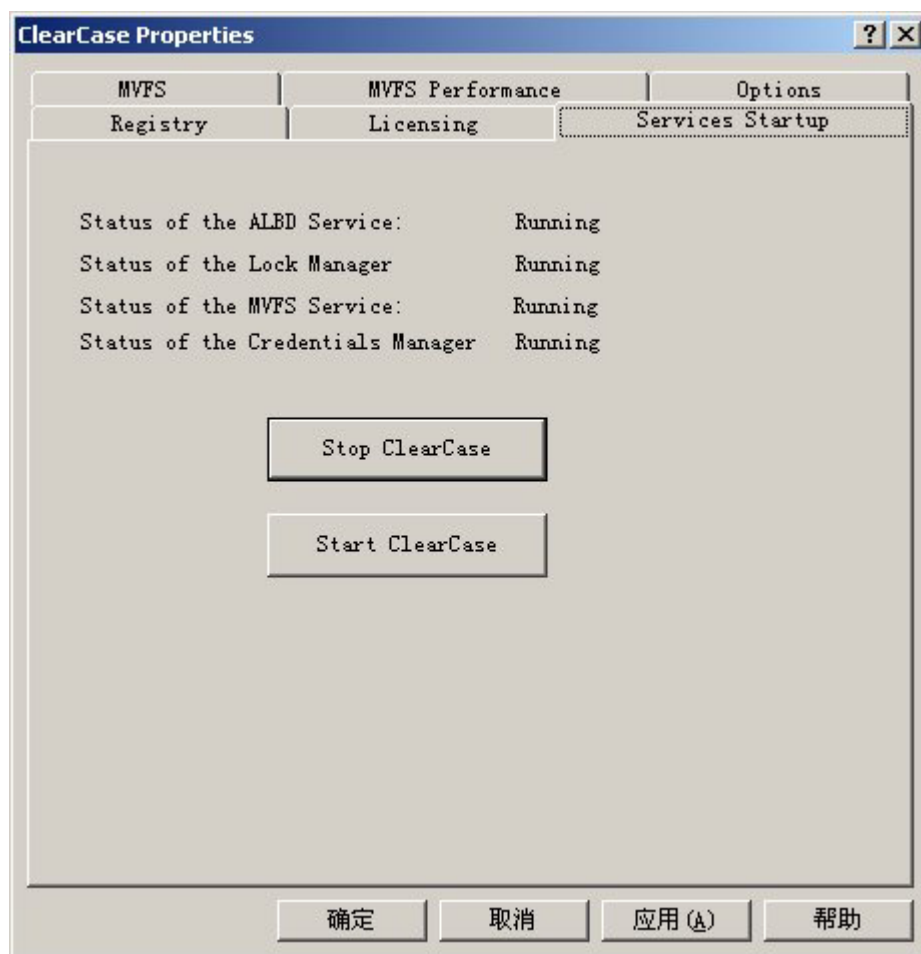 ClearCase Properties
MVFS MVFS Performance Options
Registry Licensing Services Startup
Status of the ALBD Service: Running
Status of the Lock Manager Running
Status of the MVFS Service: Running
Status of the Credentials Manager Running
Stop ClearCase
Start ClearCase
确定 取消 应用(A) 帮助